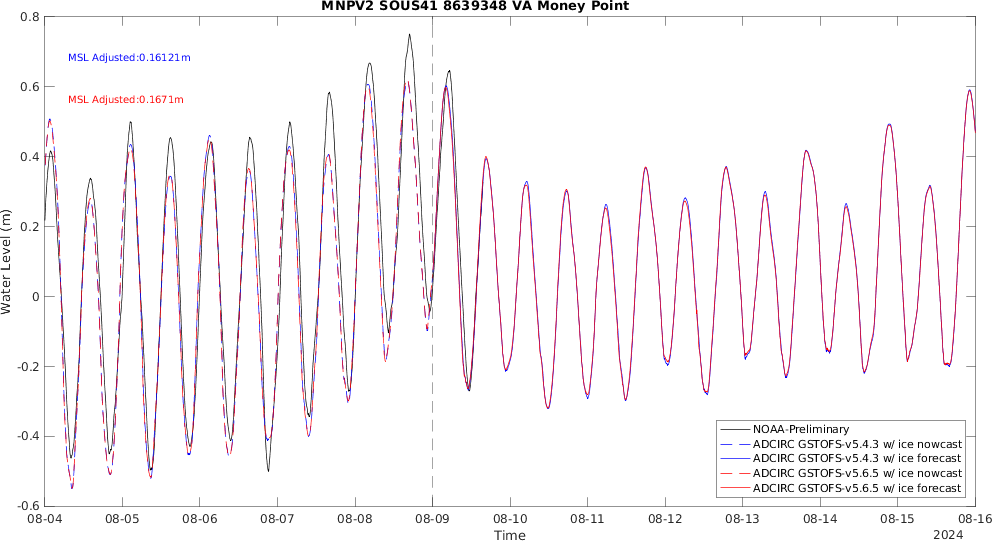 MNPV2 SOUS41 8639348 VA Money Point
MSL Adjusted:0.16121m
MSL Adjusted:0.1671m
Water Level (m)
0.8
0.6
0.4
0.2
0
-0.2
-0.4
-0.6
NOAA-Preliminary
ADCIRC GSTOFS-v5.4.3 w/ ice nowcast
ADCIRC GSTOFS-v5.4.3 w/ ice forecast
ADCIRC GSTOFS-v5.6.5 w/ ice nowcast
ADCIRC GSTOFS-v5.6.5 w/ ice forecast
08-04 08-05 08-06 08-07 08-08 08-09 08-10 08-11 08-12 08-13 08-14 08-15 08-16
Time
2024